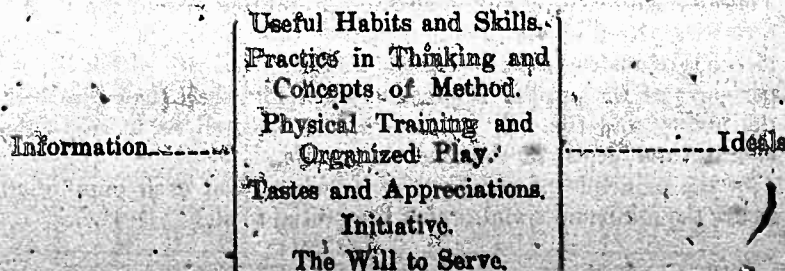 Useful Habits and Skills.
Practice in Thinking and
Concepts of Method.
Physical Training and
Information ------ Organized Play. ------------ Ideals
Tastes and Appreciations.
Initiative.
The Will to Serve.